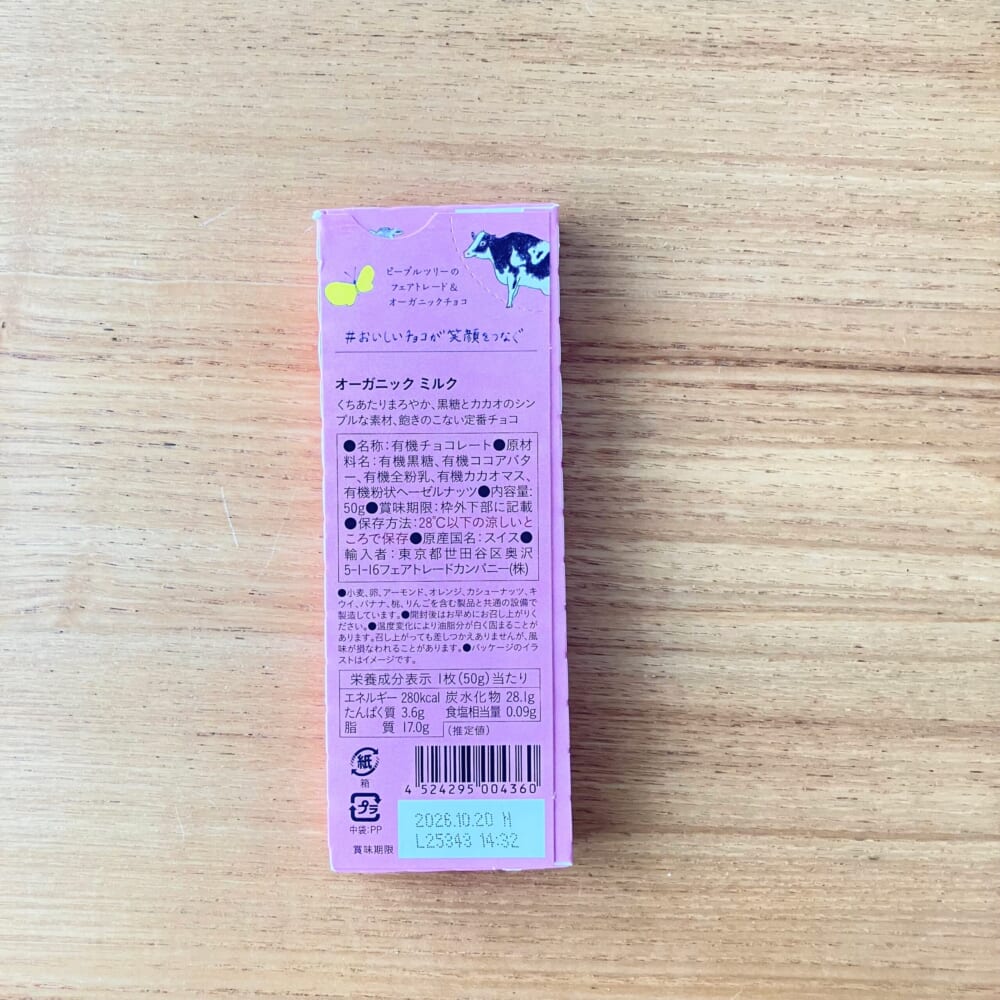 ピープルツリーの
フェアトレード&
オーガニックチョコ
#おいしいチョコが笑顔をつなぐ
オーガニック ミルク
くちあたりまろやか、黒糖とカカオのシン
プルな素材、飽きのこない定番チョコ
●名称:有機チョコレート●原材
料名:有機黒糖、有機ココアバタ
ー、有機全粉乳、有機カカオマス、
有機粉状ヘーゼルナッツ●内容量:
50g●賞味期限:枠外下部に記載
●保存方法:28℃以下の涼しいと
ころで保存●原産国名:スイス●
輸入者:東京都世田谷区奥沢
5-1-16フェアトレードカンパニー(株)
●小麦、卵、アーモンド、オレンジ、カシューナッツ、キ
ウイ、バナナ、桃、りんごを含む製品と共通の設備で
製造しています。●開封後はお早めにお召し上がりく
ださい。●温度変化により油脂分が白く固まることが
あります。召し上がっても差しつかえありませんが、風
味が損なわれることがあります。●パッケージのイラ
ストはイメージです。
栄養成分表示 1枚(50g)当たり
エネルギー 280kcal 炭水化物 28.1g
たんぱく質 3.6g 食塩相当量 0.09g
脂 質 17.0g (推定値)
紙
箱
プラ
中袋:PP
4 524295 004360
賞味期限
2026.10.20 N
L25343 14:32